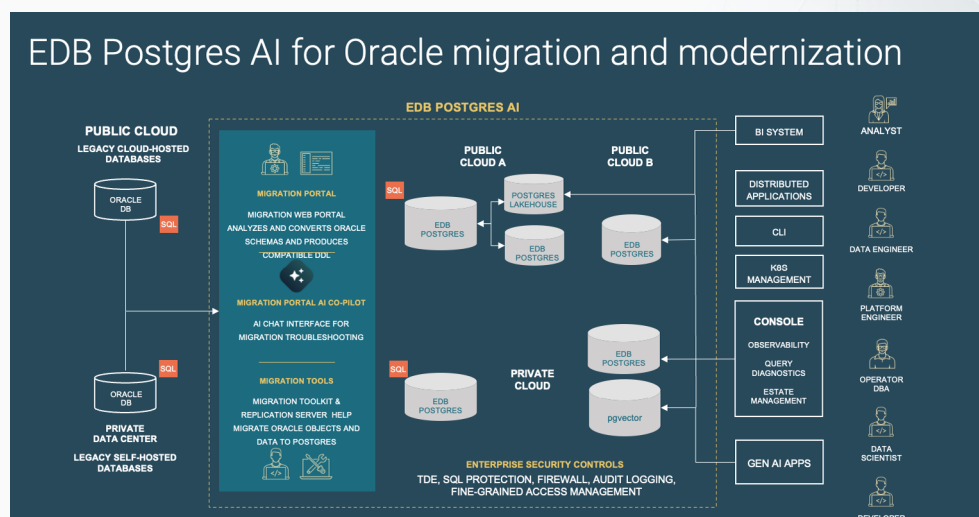 EDB Postgres AI for Oracle migration and modernization
EDB POSTGRES AI
PUBLIC CLOUD
LEGACY CLOUD-HOSTED
DATABASES
ORACLE
DB
SQL
SQL
ORACLE
DB
PRIVATE
DATA CENTER
LEGACY SELF-HOSTED
DATABASES
MIGRATION PORTAL
MIGRATION WEB PORTAL
ANALYZES AND CONVERTS ORACLE
SCHEMAS AND PRODUCES
COMPATIBLE DDL
MIGRATION PORTAL AI CO-PILOT
AI CHAT INTERFACE FOR
MIGRATION TROUBLESHOOTING
MIGRATION TOOLS
MIGRATION TOOLKIT &
REPLICATION SERVER HELP
MIGRATE ORACLE OBJECTS AND
DATA TO POSTGRES
PUBLIC
CLOUD A
SQL
EDB
POSTGRES
POSTGRES
LAKEHOUSE
EDB
POSTGRES
PUBLIC
CLOUD B
EDB
POSTGRES
SQL
EDB
POSTGRES
PRIVATE
CLOUD
EDB
POSTGRES
pgvector
ENTERPRISE SECURITY CONTROLS
TDE, SQL PROTECTION, FIREWALL, AUDIT LOGGING,
FINE-GRAINED ACCESS MANAGEMENT
BI SYSTEM
DISTRIBUTED
APPLICATIONS
CLI
K8S
MANAGEMENT
CONSOLE
OBSERVABILITY
QUERY
DIAGNOSTICS
ESTATE
MANAGEMENT
GEN AI APPS
ANALYST
DEVELOPER
DATA ENGINEER
PLATFORM
ENGINEER
OPERATOR
DBA
DATA
SCIENTIST
DEVELOPER